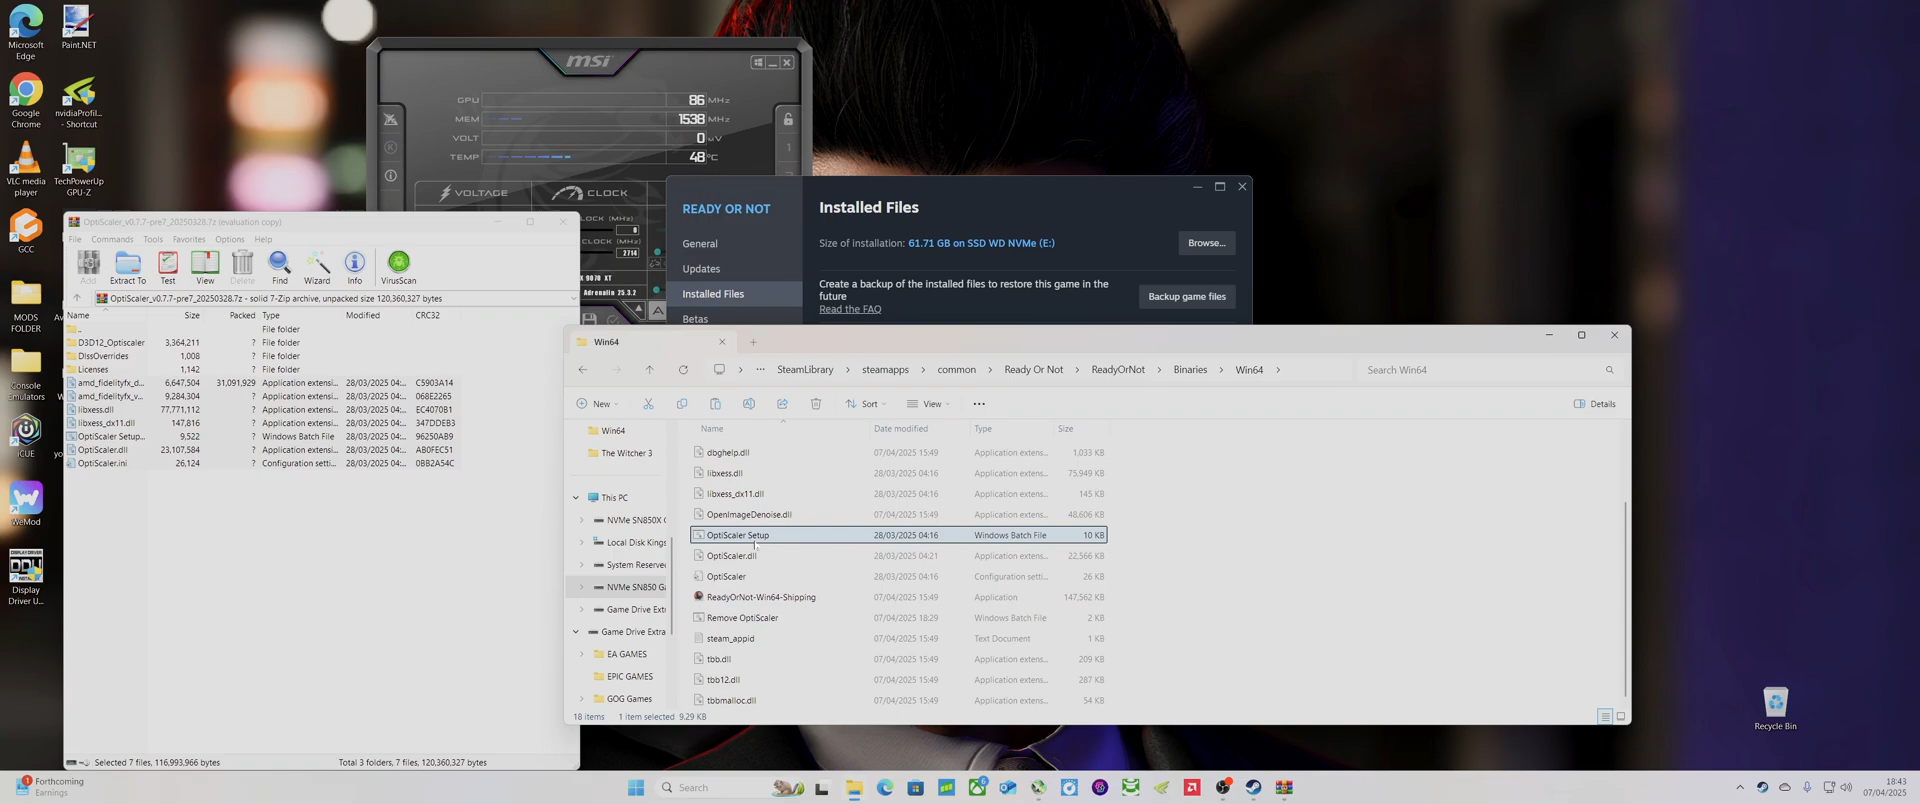 Microsoft Edge
Paint.NET
Google Chrome
nvidiaProfil... - Shortcut
VLC media player
TechPowerUp GPU-Z
GCC
MODS FOLDER
Console Emulators
iCUE
WeMod
Display Driver U...
Recycle Bin
msi
GPU 86 MHz
MEM 1538 MHz
VOLT 0 mV
TEMP 48 °C
VOLTAGE
CLOCK
CLOCK (MHz)
0
2714
9070 XT
Adrenalin 25.3.2
READY OR NOT
General
Updates
Installed Files
Betas
Installed Files
Size of Installation: 61.71 GB on SSD WD NVMe (E:)
Browse...
Create a backup of the installed files to restore this game in the
future
Read the FAQ
Backup game files
OptiScaler_v0.7.7-pre7_20250328.7z (evaluation copy)
File Commands Tools Favorites Options Help
Add Extract To Test View Delete Find Wizard Info VirusScan
OptiScaler_v0.7.7-pre7_20250328.7z - solid 7-Zip archive, unpacked size 120,360,327 bytes
Name Size Packed Type Modified CRC32
.. File folder
D3D12_Optiscaler 3,364,211 ? File folder
DlssOverrides 1,008 ? File folder
Licenses 1,142 ? File folder
amd_fidelityfx_d... 6,647,504 31,091,929 Application extensi... 28/03/2025 04:... C5903A14
amd_fidelityfx_v... 9,284,304 ? Application extensi... 28/03/2025 04:... 068E2265
libxess.dll 77,771,112 ? Application extensi... 28/03/2025 04:... EC4070B1
libxess_dx11.dll 147,816 ? Application extensi... 28/03/2025 04:... 347DDEB3
OptiScaler Setup... 9,522 ? Windows Batch File 28/03/2025 04:... 96250AB9
OptiScaler.dll 23,107,584 ? Application extensi... 28/03/2025 04:... AB0FEC51
OptiScaler.ini 26,124 ? Configuration setti... 28/03/2025 04:... 0BB2A54C
Selected 7 files, 116,993,966 bytes
Total 3 folders, 7 files, 120,360,327 bytes
Win64
... SteamLibrary steamapps common Ready Or Not ReadyOrNot Binaries Win64
Search Win64
New Sort View ... Details
Win64
The Witcher 3
This PC
NVMe SN850X
Local Disk Kings
System Reserve
NVMe SN850 Ga
Game Drive Ext
Game Drive Extra
EA GAMES
EPIC GAMES
GOG Games
Name Date modified Type Size
dbghelp.dll 07/04/2025 15:49 Application extens... 1,033 KB
libxess.dll 28/03/2025 04:16 Application extens... 75,949 KB
libxess_dx11.dll 28/03/2025 04:16 Application extens... 145 KB
OpenImageDenoise.dll 07/04/2025 15:49 Application extens... 48,606 KB
OptiScaler Setup 28/03/2025 04:16 Windows Batch File 10 KB
OptiScaler.dll 28/03/2025 04:21 Application extens... 22,566 KB
OptiScaler 28/03/2025 04:16 Configuration setti... 26 KB
ReadyOrNot-Win64-Shipping 07/04/2025 15:49 Application 147,562 KB
Remove OptiScaler 07/04/2025 18:29 Windows Batch File 2 KB
steam_appid 07/04/2025 15:49 Text Document 1 KB
tbb.dll 07/04/2025 15:49 Application extens... 209 KB
tbb12.dll 07/04/2025 15:49 Application extens... 287 KB
tbbmalloc.dll 07/04/2025 15:49 Application extens... 54 KB
18 items 1 item selected 9.29 KB
1
Forthcoming
Earnings
Search
6
18:43
07/04/2025